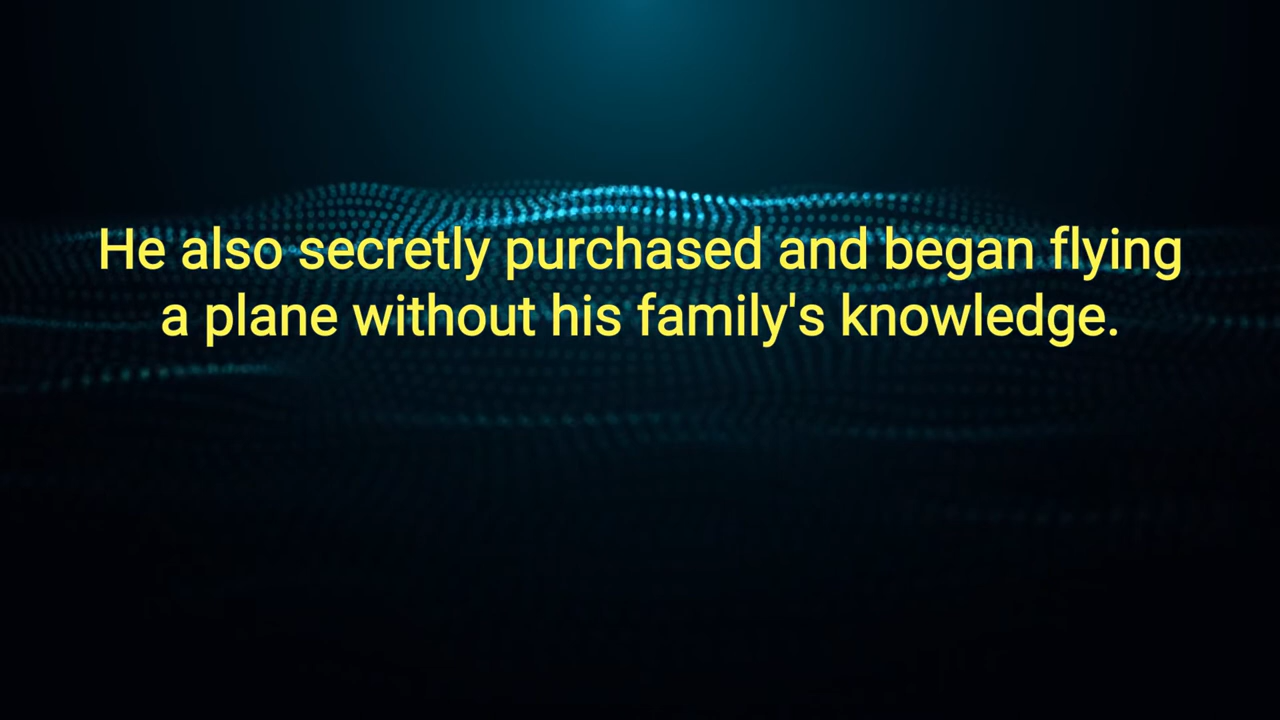 He also secretly purchased and began flying
a plane without his family's knowledge.